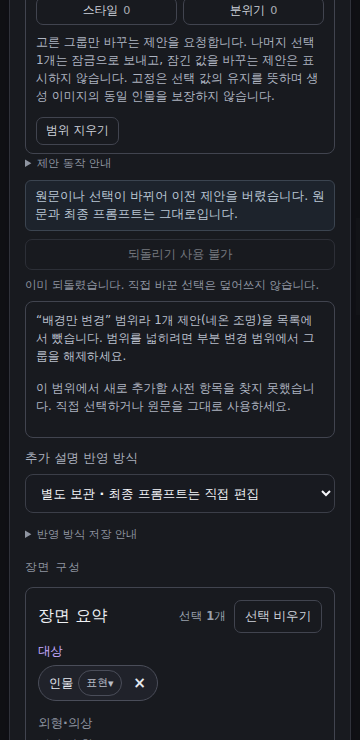 스타일 0
분위기 0
고른 그룹만 바꾸는 제안을 요청합니다. 나머지 선택
1개는 잠금으로 보내고, 잠긴 값을 바꾸는 제안은 표
시하지 않습니다. 고정은 선택 값의 유지를 뜻하며 생
성 이미지의 동일 인물을 보장하지 않습니다.
범위 지우기
▶ 제안 동작 안내
원문이나 선택이 바뀌어 이전 제안을 버렸습니다. 원
문과 최종 프롬프트는 그대로입니다.
되돌리기 사용 불가
이미 되돌렸습니다. 직접 바꾼 선택은 덮어쓰지 않습니다.
“배경만 변경” 범위라 1개 제안(네온 조명)을 목록에
서 뺐습니다. 범위를 넓히려면 부분 변경 범위에서 그
룹을 해제하세요.
이 범위에서 새로 추가할 사전 항목을 찾지 못했습니
다. 직접 선택하거나 원문을 그대로 사용하세요.
추가 설명 반영 방식
별도 보관 · 최종 프롬프트는 직접 편집
▶ 반영 방식 저장 안내
장면 구성
장면 요약
선택 1개
선택 비우기
대상
인물 표현▾ ×
외형·의상